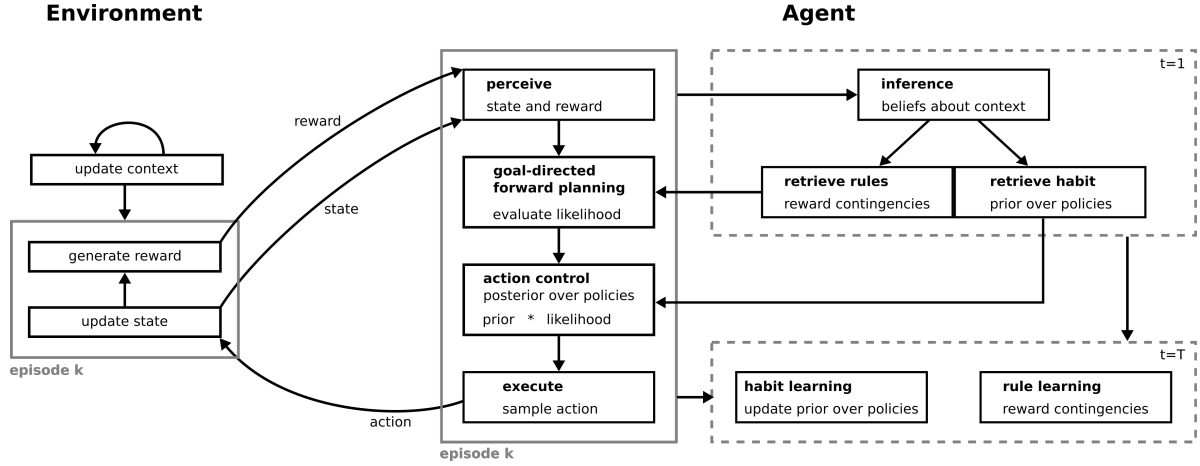 Environment
Agent
update context
generate reward
update state
episode k
reward
state
action
perceive
state and reward
goal-directed
forward planning
evaluate likelihood
action control
posterior over policies
prior * likelihood
execute
sample action
episode k
t=1
inference
beliefs about context
retrieve rules
reward contingencies
retrieve habit
prior over policies
t=T
habit learning
update prior over policies
rule learning
reward contingencies